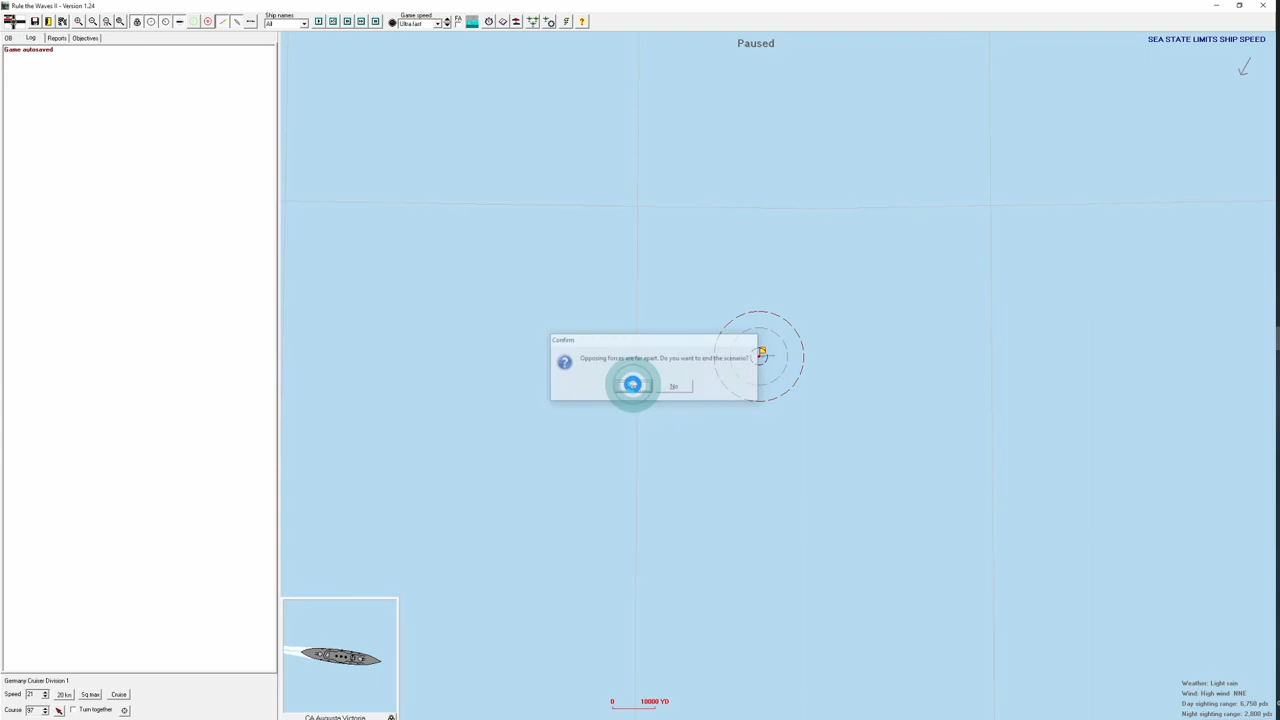 Rule the Waves II - Version 1.24
Ship names
All
Game speed
Ultra fast
FA
OB Log Reports Objectives
Game autosaved
Paused
SEA STATE LIMITS SHIP SPEED
Confirm
Opposing forces are far apart. Do you want to end the scenario?
No
CA Augusta Victoria
Germany Cruiser Division 1
Speed 21 20 kn Sq max Cruise
Course 97 Turn together
0 10000 YD
Weather: Light rain
Wind: High wind NNE
Day sighting range: 6,750 yds
Night sighting range: 2,800 yds